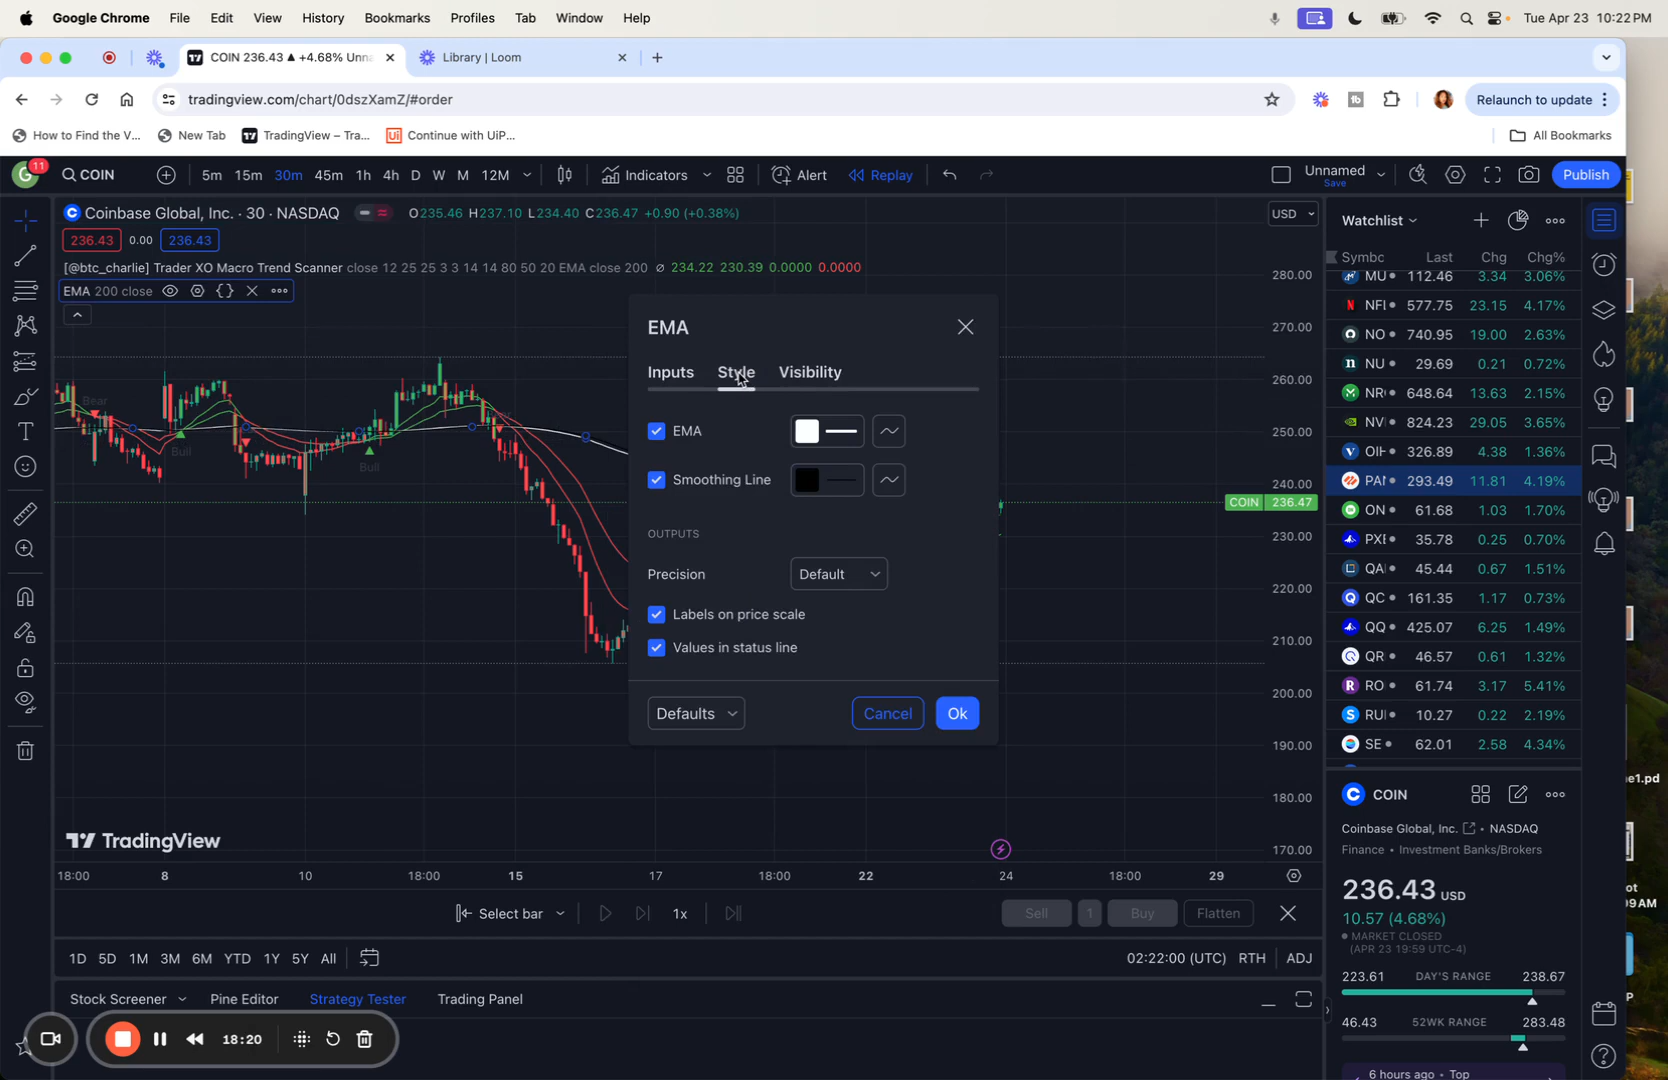 Google Chrome File Edit View History Bookmarks Profiles Tab Window Help
Tue Apr 23 10:22 PM
COIN 236.43 ▲ +4.68% Unna
Library | Loom
tradingview.com/chart/0dszXamZ/#order
Relaunch to update
How to Find the V...
New Tab
TradingView – Tra...
Continue with UiP...
All Bookmarks
G 11
COIN
5m 15m 30m 45m 1h 4h D W M 12M
Indicators
Alert
Replay
Unnamed
Save
Publish
Coinbase Global, Inc. · 30 · NASDAQ
O235.46 H237.10 L234.40 C236.47 +0.90 (+0.38%)
USD
236.43 0.00 236.43
[@btc_charlie] Trader XO Macro Trend Scanner close 12 25 25 3 3 14 14 80 50 20 EMA close 200 ∅ 234.22 230.39 0.0000 0.0000
EMA 200 close
Bear
Bull
Bull
280.00
270.00
260.00
250.00
240.00
COIN 236.47
230.00
220.00
210.00
200.00
190.00
180.00
170.00
EMA
Inputs Style Visibility
EMA
Smoothing Line
OUTPUTS
Precision Default
Labels on price scale
Values in status line
Defaults Cancel Ok
TradingView
18:00 8 10 18:00 15 17 18:00 22 24 18:00 29
Select bar 1x Sell 1 Buy Flatten
1D 5D 1M 3M 6M YTD 1Y 5Y All
02:22:00 (UTC) RTH ADJ
Stock Screener Pine Editor Strategy Tester Trading Panel
18:20
Watchlist
Symbc Last Chg Chg%
MU 112.46 3.34 3.06%
NFI 577.75 23.15 4.17%
NO 740.95 19.00 2.63%
NU 29.69 0.21 0.72%
NR 648.64 13.63 2.15%
NV 824.23 29.05 3.65%
OIH 326.89 4.38 1.36%
PAI 293.49 11.81 4.19%
ON 61.68 1.03 1.70%
PXE 35.78 0.25 0.70%
QA 45.44 0.67 1.51%
QC 161.35 1.17 0.73%
QQ 425.07 6.25 1.49%
QR 46.57 0.61 1.32%
RO 61.74 3.17 5.41%
RU 10.27 0.22 2.19%
SE 62.01 2.58 4.34%
COIN
Coinbase Global, Inc. • NASDAQ
Finance • Investment Banks/Brokers
236.43 USD
10.57 (4.68%)
MARKET CLOSED
(APR 23 19:59 UTC-4)
223.61 DAY'S RANGE 238.67
46.43 52WK RANGE 283.48
6 hours ago • Top